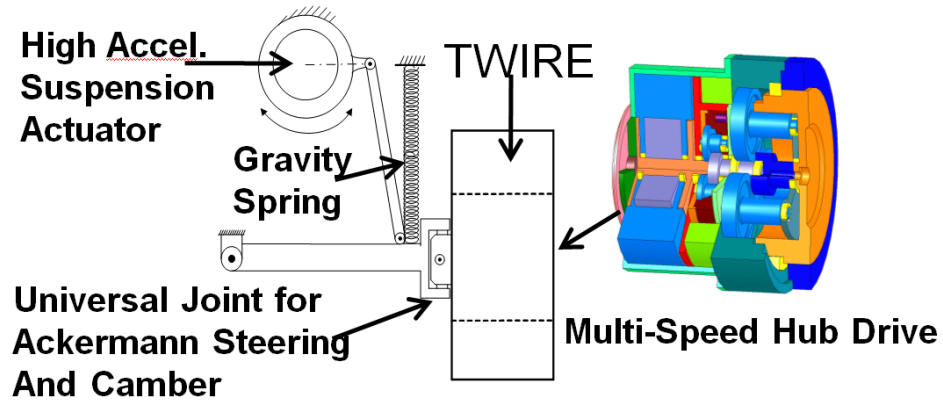 High Accel.
Suspension
Actuator
TWIRE
Gravity
Spring
Universal Joint for
Ackermann Steering
And Camber
Multi-Speed Hub Drive